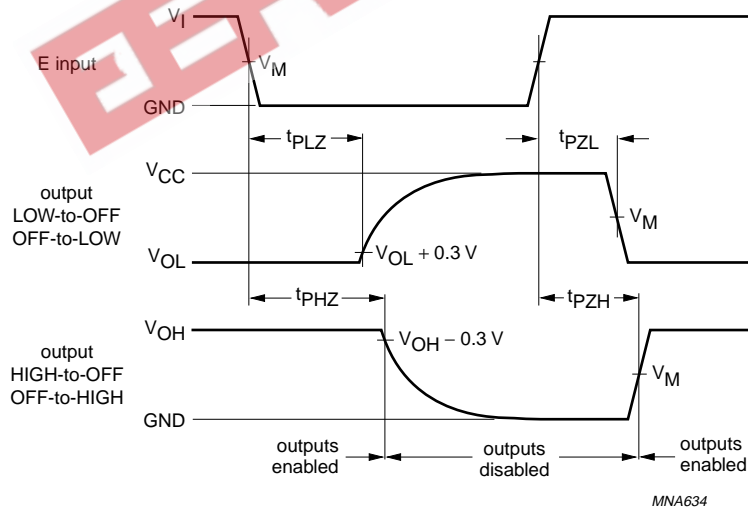 VI
E input
VM
GND
tPLZ
tPZL
VCC
output
LOW-to-OFF
OFF-to-LOW
VM
VOL
VOL + 0.3 V
tPHZ
tPZH
VOH
VOH − 0.3 V
output
HIGH-to-OFF
OFF-to-HIGH
VM
GND
outputs
enabled
outputs
disabled
outputs
enabled
MNA634